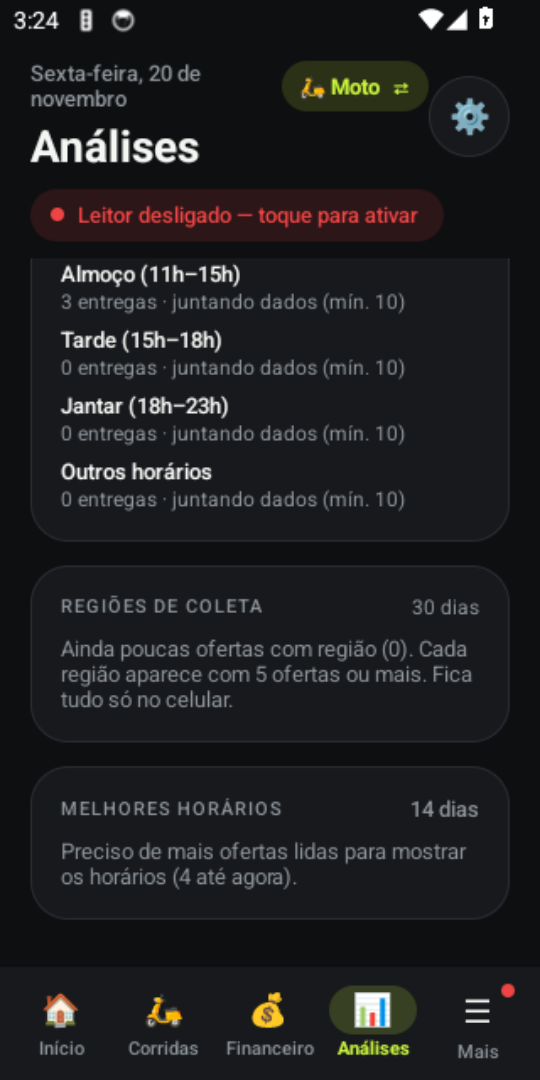 3:24
Sexta-feira, 20 de
novembro
Moto ⇄
Análises
Leitor desligado — toque para ativar
Almoço (11h–15h)
3 entregas · juntando dados (mín. 10)
Tarde (15h–18h)
0 entregas · juntando dados (mín. 10)
Jantar (18h–23h)
0 entregas · juntando dados (mín. 10)
Outros horários
0 entregas · juntando dados (mín. 10)
REGIÕES DE COLETA
30 dias
Ainda poucas ofertas com região (0). Cada
região aparece com 5 ofertas ou mais. Fica
tudo só no celular.
MELHORES HORÁRIOS
14 dias
Preciso de mais ofertas lidas para mostrar
os horários (4 até agora).
Início
Corridas
Financeiro
Análises
Mais